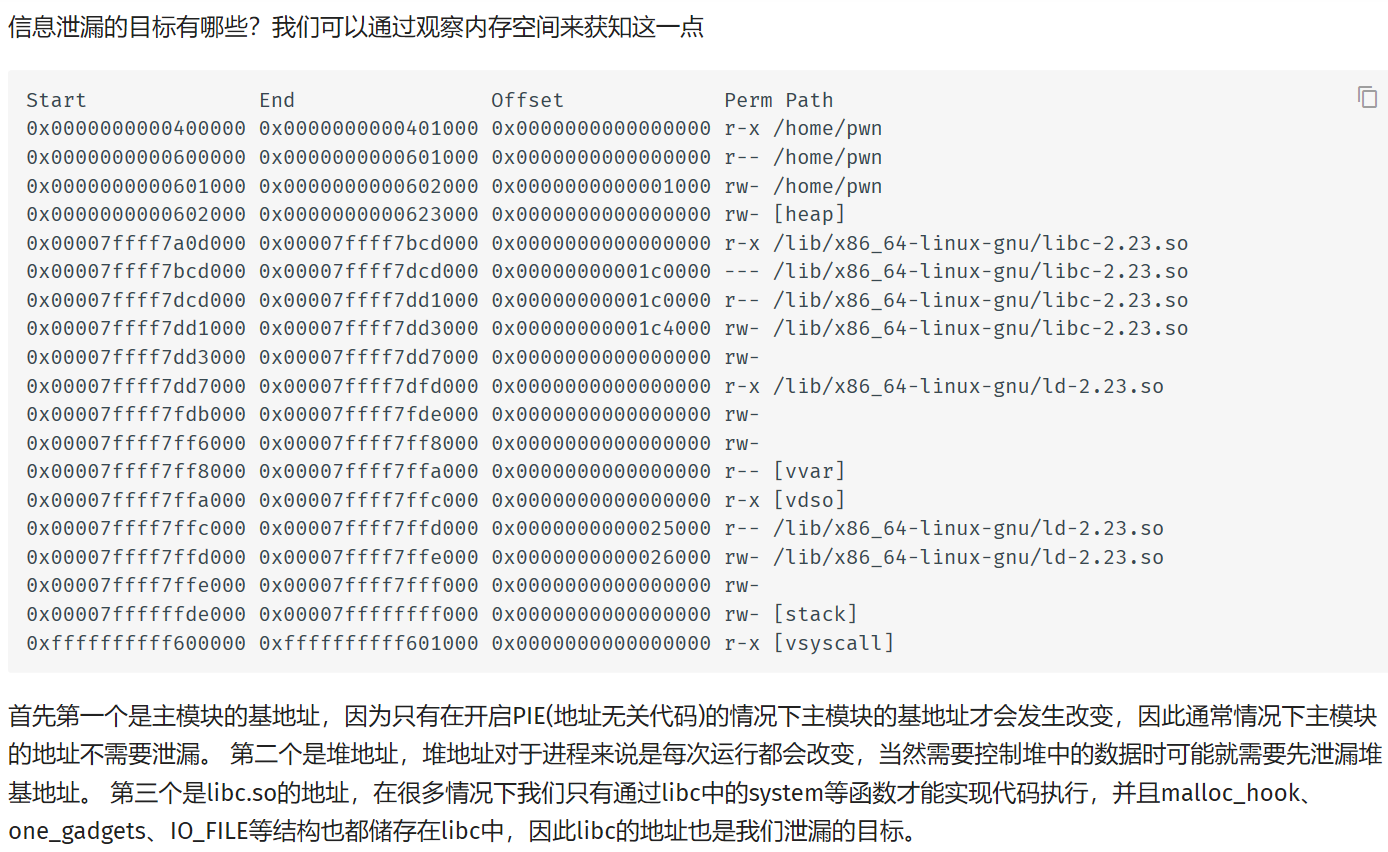 信息泄漏的目标有哪些？我们可以通过观察内存空间来获知这一点
Start              End               Offset             Perm Path
0x0000000000400000 0x0000000000401000 0x0000000000000000 r-x /home/pwn
0x0000000000600000 0x0000000000601000 0x0000000000000000 r-- /home/pwn
0x0000000000601000 0x0000000000602000 0x0000000000001000 rw- /home/pwn
0x0000000000602000 0x0000000000623000 0x0000000000000000 rw- [heap]
0x00007ffff7a0d000 0x00007ffff7bcd000 0x0000000000000000 r-x /lib/x86_64-linux-gnu/libc-2.23.so
0x00007ffff7bcd000 0x00007ffff7dcd000 0x00000000001c0000 --- /lib/x86_64-linux-gnu/libc-2.23.so
0x00007ffff7dcd000 0x00007ffff7dd1000 0x00000000001c0000 r-- /lib/x86_64-linux-gnu/libc-2.23.so
0x00007ffff7dd1000 0x00007ffff7dd3000 0x00000000001c4000 rw- /lib/x86_64-linux-gnu/libc-2.23.so
0x00007ffff7dd3000 0x00007ffff7dd7000 0x0000000000000000 rw-
0x00007ffff7dd7000 0x00007ffff7dfd000 0x0000000000000000 r-x /lib/x86_64-linux-gnu/ld-2.23.so
0x00007ffff7fdb000 0x00007ffff7fde000 0x0000000000000000 rw-
0x00007ffff7ff6000 0x00007ffff7ff8000 0x0000000000000000 rw-
0x00007ffff7ff8000 0x00007ffff7ffa000 0x0000000000000000 r-- [vvar]
0x00007ffff7ffa000 0x00007ffff7ffc000 0x0000000000000000 r-x [vdso]
0x00007ffff7ffc000 0x00007ffff7ffd000 0x0000000000025000 r-- /lib/x86_64-linux-gnu/ld-2.23.so
0x00007ffff7ffd000 0x00007ffff7ffe000 0x0000000000026000 rw- /lib/x86_64-linux-gnu/ld-2.23.so
0x00007ffff7ffe000 0x00007ffff7fff000 0x0000000000000000 rw-
0x00007ffffffde000 0x00007ffffffff000 0x0000000000000000 rw- [stack]
0xffffffffff600000 0xffffffffff601000 0x0000000000000000 r-x [vsyscall]
首先第一个是主模块的基地址，因为只有在开启PIE(地址无关代码)的情况下主模块的基地址才会发生改变，因此通常情况下主模块
的地址不需要泄漏。 第二个是堆地址，堆地址对于进程来说是每次运行都会改变，当然需要控制堆中的数据时可能就需要先泄漏堆
基地址。 第三个是libc.so的地址，在很多情况下我们只有通过libc中的system等函数才能实现代码执行，并且malloc_hook、
one_gadgets、IO_FILE等结构也都储存在libc中，因此libc的地址也是我们泄漏的目标。